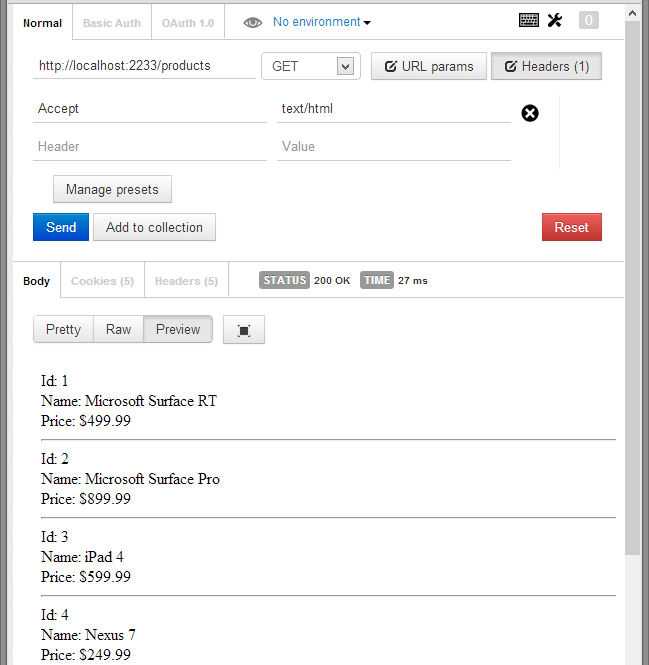 Normal Basic Auth OAuth 1.0 No environment 0
http://localhost:2233/products GET URL params Headers (1)
Accept text/html
Header Value
Manage presets
Send Add to collection Reset
Body Cookies (5) Headers (5) STATUS 200 OK TIME 27 ms
Pretty Raw Preview
Id: 1
Name: Microsoft Surface RT
Price: $499.99
Id: 2
Name: Microsoft Surface Pro
Price: $899.99
Id: 3
Name: iPad 4
Price: $599.99
Id: 4
Name: Nexus 7
Price: $249.99